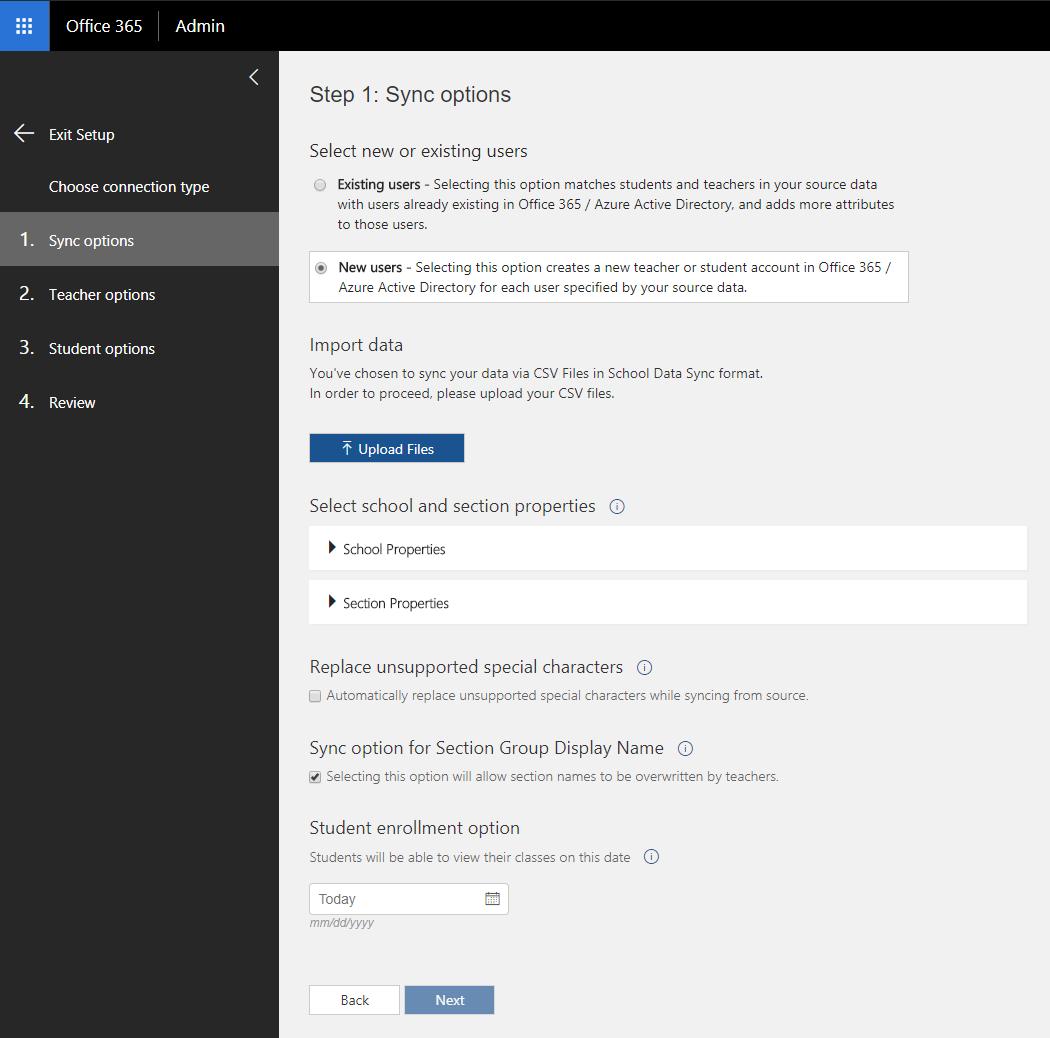 Office 365
Admin
Exit Setup
Choose connection type
1. Sync options
2. Teacher options
3. Student options
4. Review
Step 1: Sync options
Select new or existing users
Existing users - Selecting this option matches students and teachers in your source data
with users already existing in Office 365 / Azure Active Directory, and adds more attributes
to those users.
New users - Selecting this option creates a new teacher or student account in Office 365 /
Azure Active Directory for each user specified by your source data.
Import data
You've chosen to sync your data via CSV Files in School Data Sync format.
In order to proceed, please upload your CSV files.
Upload Files
Select school and section properties
School Properties
Section Properties
Replace unsupported special characters
Automatically replace unsupported special characters while syncing from source.
Sync option for Section Group Display Name
Selecting this option will allow section names to be overwritten by teachers.
Student enrollment option
Students will be able to view their classes on this date
Today
mm/dd/yyyy
Back
Next